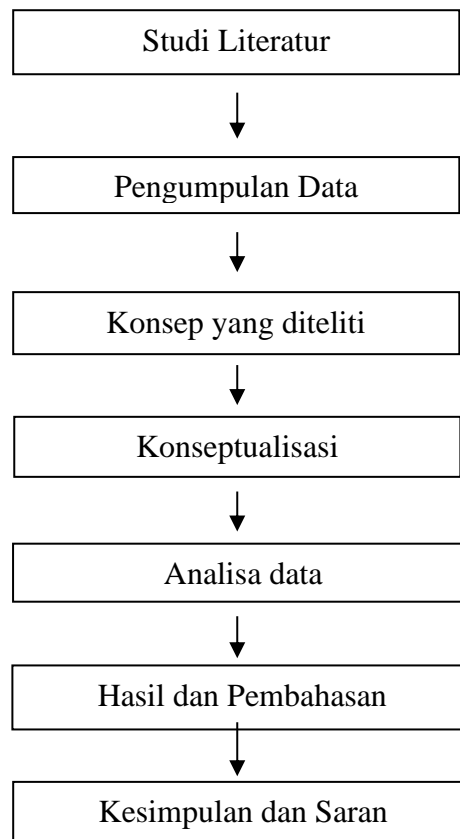 Studi Literatur
Pengumpulan Data
Konsep yang diteliti
Konseptualisasi
Analisa data
Hasil dan Pembahasan
Kesimpulan dan Saran